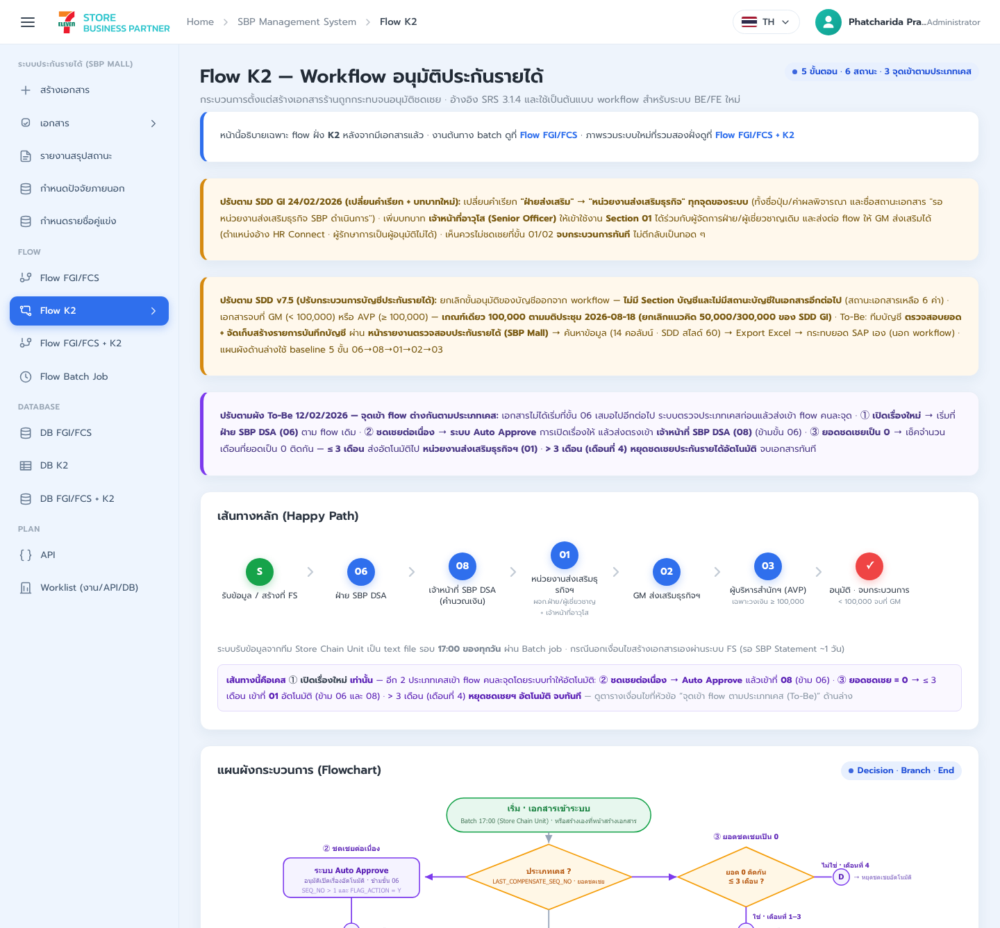 STORE
BUSINESS PARTNER
ELEVEN
Home
SBP Management System
Flow K2
TH
Phatcharida Pra...
Administrator
ระบบประกันรายได้ (SBP MALL)
สร้างเอกสาร
เอกสาร
รายงานสรุปสถานะ
กำหนดปัจจัยภายนอก
กำหนดรายชื่อคู่แข่ง
FLOW
Flow FGI/FCS
Flow K2
Flow FGI/FCS + K2
Flow Batch Job
DATABASE
DB FGI/FCS
DB K2
DB FGI/FCS + K2
PLAN
API
Worklist (งาน/API/DB)
Flow K2 — Workflow อนุมัติประกันรายได้
5 ขั้นตอน · 6 สถานะ · 3 จุดเข้าตามประเภทเคส
กระบวนการตั้งแต่สร้างเอกสารร้านถูกกระทบจนอนุมัติชดเชย · อ้างอิง SRS 3.1.4 และใช้เป็นต้นแบบ workflow สำหรับระบบ BE/FE ใหม่
หน้านี้อธิบายเฉพาะ flow ฝั่ง K2 หลังจากมีเอกสารแล้ว · งานต้นทาง batch ดูที่ Flow FGI/FCS · ภาพรวมระบบใหม่ที่รวมสองฝั่งดูที่ Flow FGI/FCS + K2
ปรับตาม SDD GI 24/02/2026 (เปลี่ยนคำเรียก + บทบาทใหม่): เปลี่ยนคำเรียก "ฝ่ายส่งเสริม" → "หน่วยงานส่งเสริมธุรกิจ" ทุกจุดของระบบ (ทั้งชื่อปุ่ม/ค่าผลพิจารณา และชื่อสถานะเอกสาร "รอ
หน่วยงานส่งเสริมธุรกิจ SBP ดำเนินการ") · เพิ่มบทบาท เจ้าหน้าที่อาวุโส (Senior Officer) ให้เข้าใช้งาน Section 01 ได้ร่วมกับผู้จัดการฝ่าย/ผู้เชี่ยวชาญเดิม และส่งต่อ flow ให้ GM ส่งเสริมได้
(ตำแหน่งอ้าง HR Connect · ผู้รักษาการเป็นผู้อนุมัติไม่ได้) · เห็นควรไม่ชดเชยที่ขั้น 01/02 จบกระบวนการทันที ไม่ตีกลับเป็นทอด ๆ
ปรับตาม SDD v7.5 (ปรับกระบวนการบัญชีประกันรายได้): ยกเลิกขั้นอนุมัติของบัญชีออกจาก workflow — ไม่มี Section บัญชีและไม่มีสถานะบัญชีในเอกสารอีกต่อไป (สถานะเอกสารเหลือ 6 ค่า) ·
เอกสารจบที่ GM (< 100,000) หรือ AVP (≥ 100,000) — เกณฑ์เดียว 100,000 ตามมติประชุม 2026-08-18 (ยกเลิกแนวคิด 50,000/300,000 ของ SDD GI) · To-Be: ทีมบัญชี ตรวจสอบยอด
+ จัดเก็บสร้างรายการบันทึกบัญชี ผ่าน หน้ารายงานตรวจสอบประกันรายได้ (SBP Mall) → ค้นหาข้อมูล (14 คอลัมน์ · SDD สไลด์ 60) → Export Excel → กระทบยอด SAP เอง (นอก workflow) ·
แผนผังด้านล่างใช้ baseline 5 ขั้น 06→08→01→02→03
ปรับตามผัง To-Be 12/02/2026 — จุดเข้า flow ต่างกันตามประเภทเคส: เอกสารไม่ได้เริ่มที่ขั้น 06 เสมอไปอีกต่อไป ระบบตรวจประเภทเคสก่อนแล้วส่งเข้า flow คนละจุด · ① เปิดเรื่องใหม่ → เริ่มที่
ฝ่าย SBP DSA (06) ตาม flow เดิม · ② ชดเชยต่อเนื่อง → ระบบ Auto Approve การเปิดเรื่องให้ แล้วส่งตรงเข้า เจ้าหน้าที่ SBP DSA (08) (ข้ามขั้น 06) · ③ ยอดชดเชยเป็น 0 → เช็คจำนวน
เดือนที่ยอดเป็น 0 ติดกัน — ≤ 3 เดือน ส่งอัตโนมัติไป หน่วยงานส่งเสริมธุรกิจฯ (01) · > 3 เดือน (เดือนที่ 4) หยุดชดเชยประกันรายได้อัตโนมัติ จบเอกสารทันที
เส้นทางหลัก (Happy Path)
S
รับข้อมูล / สร้างที่ FS
06
ฝ่าย SBP DSA
08
เจ้าหน้าที่ SBP DSA
(คำนวณเงิน)
01
หน่วยงานส่งเสริมธุ
รกิจฯ
ผจก.ฝ่าย/ผู้เชี่ยวชาญ
+ เจ้าหน้าที่อาวุโส
02
GM ส่งเสริมธุรกิจฯ
03
ผู้บริหารสำนักฯ (AVP)
เฉพาะวงเงิน ≥ 100,000
✓
อนุมัติ · จบกระบวนการ
< 100,000 จบที่ GM
ระบบรับข้อมูลจากทีม Store Chain Unit เป็น text file รอบ 17:00 ของทุกวัน ผ่าน Batch job · กรณีนอกเงื่อนไขสร้างเอกสารเองผ่านระบบ FS (รอ SBP Statement ~1 วัน)
เส้นทางนี้คือเคส ① เปิดเรื่องใหม่ เท่านั้น — อีก 2 ประเภทเคสเข้า flow คนละจุดโดยระบบทำให้อัตโนมัติ: ② ชดเชยต่อเนื่อง → Auto Approve แล้วเข้าที่ 08 (ข้าม 06) · ③ ยอดชดเชย = 0 → ≤ 3
เดือน เข้าที่ 01 อัตโนมัติ (ข้าม 06 และ 08) · > 3 เดือน (เดือนที่ 4) หยุดชดเชยฯ อัตโนมัติ จบทันที — ดูตารางเงื่อนไขที่หัวข้อ "จุดเข้า flow ตามประเภทเคส (To-Be)" ด้านล่าง
แผนผังกระบวนการ (Flowchart)
Decision · Branch · End
เริ่ม · เอกสารเข้าระบบ
Batch 17:00 (Store Chain Unit) · หรือสร้างเองที่หน้าสร้างเอกสาร
② ชดเชยต่อเนื่อง
ระบบ Auto Approve
อนุมัติเปิดเรื่องอัตโนมัติ · ข้ามขั้น 06
SEQ_NO > 1 และ FLAG_ACTION = Y
ประเภทเคส ?
LAST_COMPENSATE_SEQ_NO · ยอดชดเชย
③ ยอดชดเชยเป็น 0
ยอด 0 ติดกัน
≤ 3 เดือน ?
ไม่ใช่ · เดือนที่ 4
D
→ หยุดชดเชยอัตโนมัติ
ใช่ · เดือนที่ 1–3